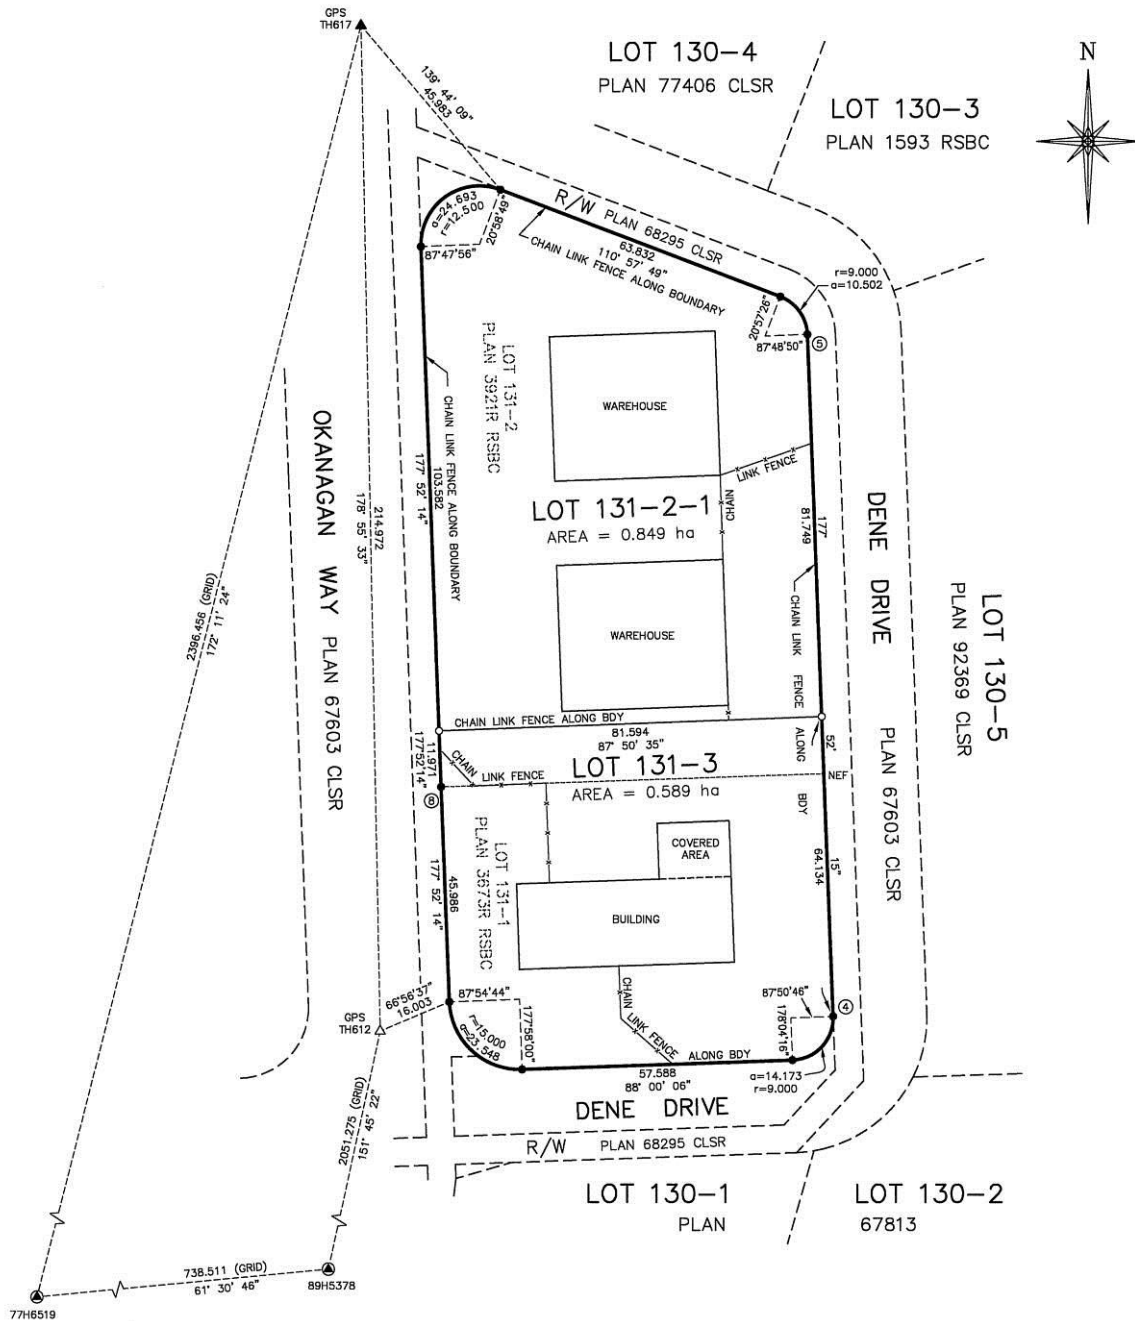 GPS
TH617
139° 44' 09"
45.983
LOT 130-4
PLAN 77406 CLSR
LOT 130-3
PLAN 1593 RSBC
N
R/W PLAN 68295 CLSR
63.832
110° 57' 49"
CHAIN LINK FENCE ALONG BOUNDARY
a=24.693
r=12.500
20°58'49"
87°47'56"
r=9.000
a=10.502
20°57'26"
87°48'50"
5
LOT 131-2
PLAN 3921R RSBC
WAREHOUSE
CHAIN LINK FENCE ALONG BOUNDARY
103.582
177° 52' 14"
LINK FENCE
CHAIN
LOT 131-2-1
AREA = 0.849 ha
WAREHOUSE
OKANAGAN WAY PLAN 67603 CLSR
214.972
178° 55' 33"
2396.456 (GRID)
172° 11' 24"
177° 52' 15"
81.749
64.134
CHAIN LINK FENCE ALONG BDY
DENE DRIVE PLAN 67603 CLSR
LOT 130-5
PLAN 92369 CLSR
CHAIN LINK FENCE ALONG BDY
81.594
87° 50' 35"
11.971
177°52'14"
CHAIN LINK FENCE
LOT 131-3
AREA = 0.589 ha
NEF
8
LOT 131-1
PLAN 3673R RSBC
45.986
177° 52' 14"
COVERED
AREA
BUILDING
87°54'44"
177°58'00"
r=15.000
a=23.548
66°56'37"
16.003
GPS
TH612
CHAIN LINK FENCE
ALONG BDY
57.588
88° 00' 06"
87°50'46"
178°04'16"
4
a=14.173
r=9.000
DENE DRIVE
R/W PLAN 68295 CLSR
2051.275 (GRID)
151° 45' 22"
LOT 130-1
LOT 130-2
PLAN 67813
738.511 (GRID)
61° 30' 46"
89H5378
77H6519